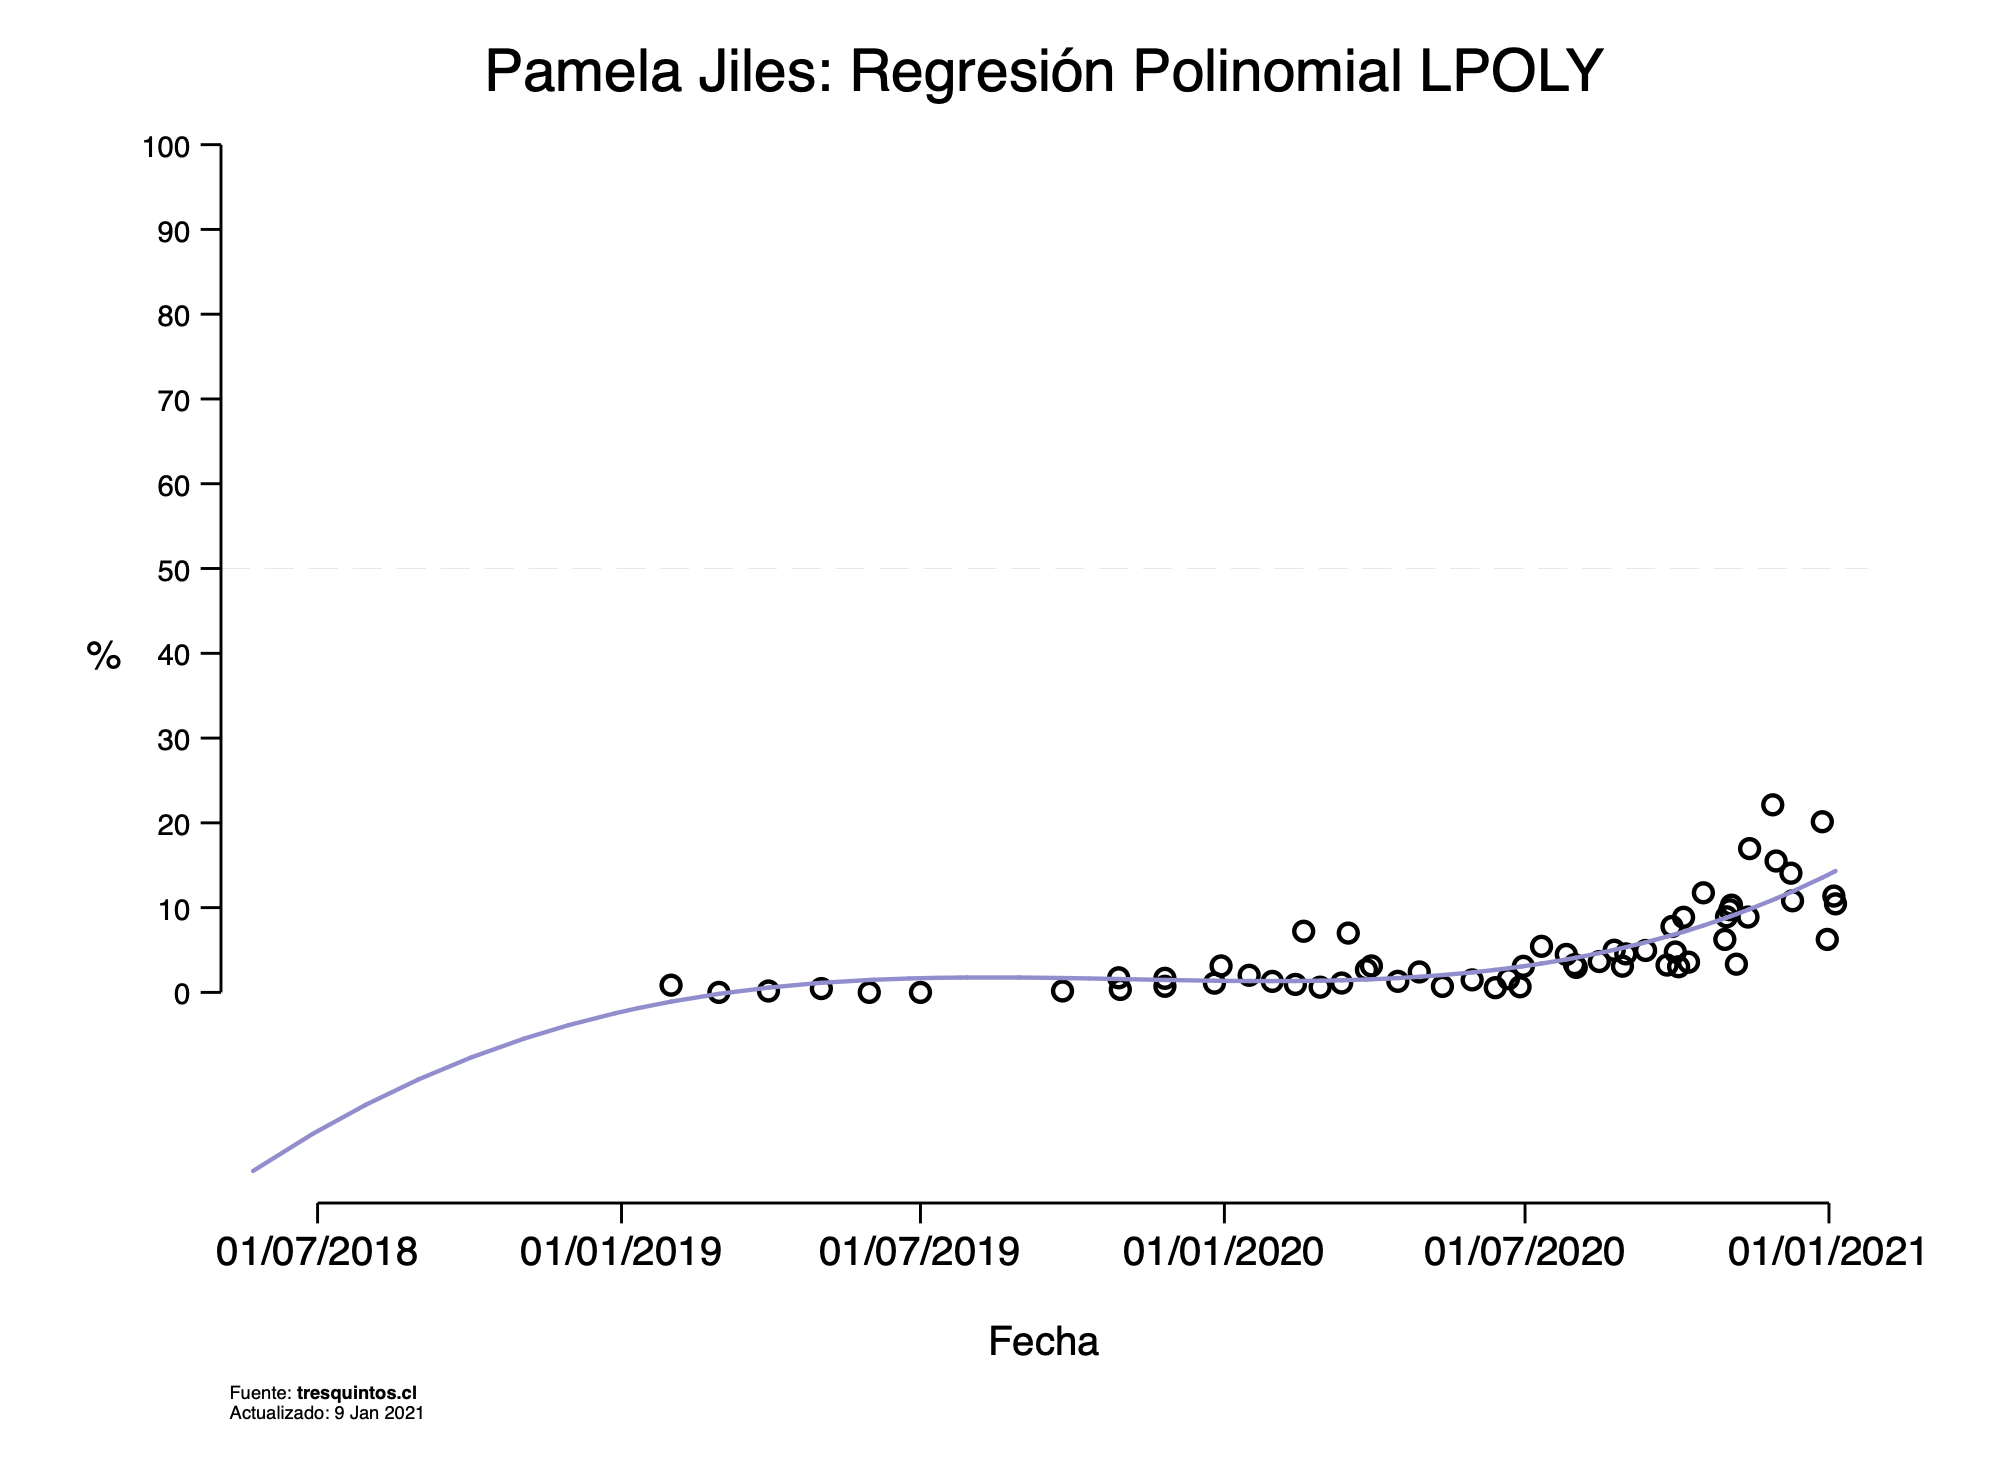 Pamela Jiles: Regresión Polinomial LPOLY
100
90
80
70
60
50
40
30
20
10
0
%
01/07/2018 01/01/2019 01/07/2019 01/01/2020 01/07/2020 01/01/2021
Fecha
Fuente: tresquintos.cl
Actualizado: 9 Jan 2021